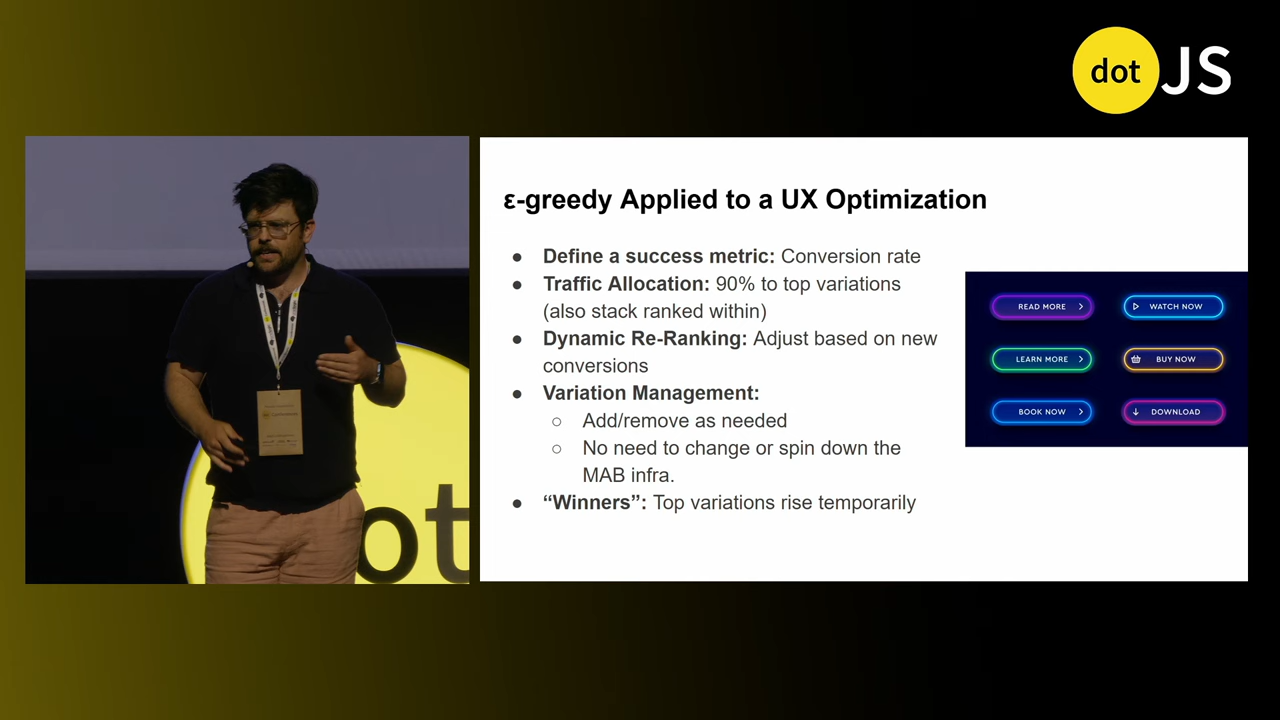 dot JS
ε-greedy Applied to a UX Optimization
● Define a success metric: Conversion rate
● Traffic Allocation: 90% to top variations
(also stack ranked within)
● Dynamic Re-Ranking: Adjust based on new
conversions
● Variation Management:
○ Add/remove as needed
○ No need to change or spin down the
MAB infra.
● “Winners”: Top variations rise temporarily
READ MORE
WATCH NOW
LEARN MORE
BUY NOW
BOOK NOW
DOWNLOAD
ot